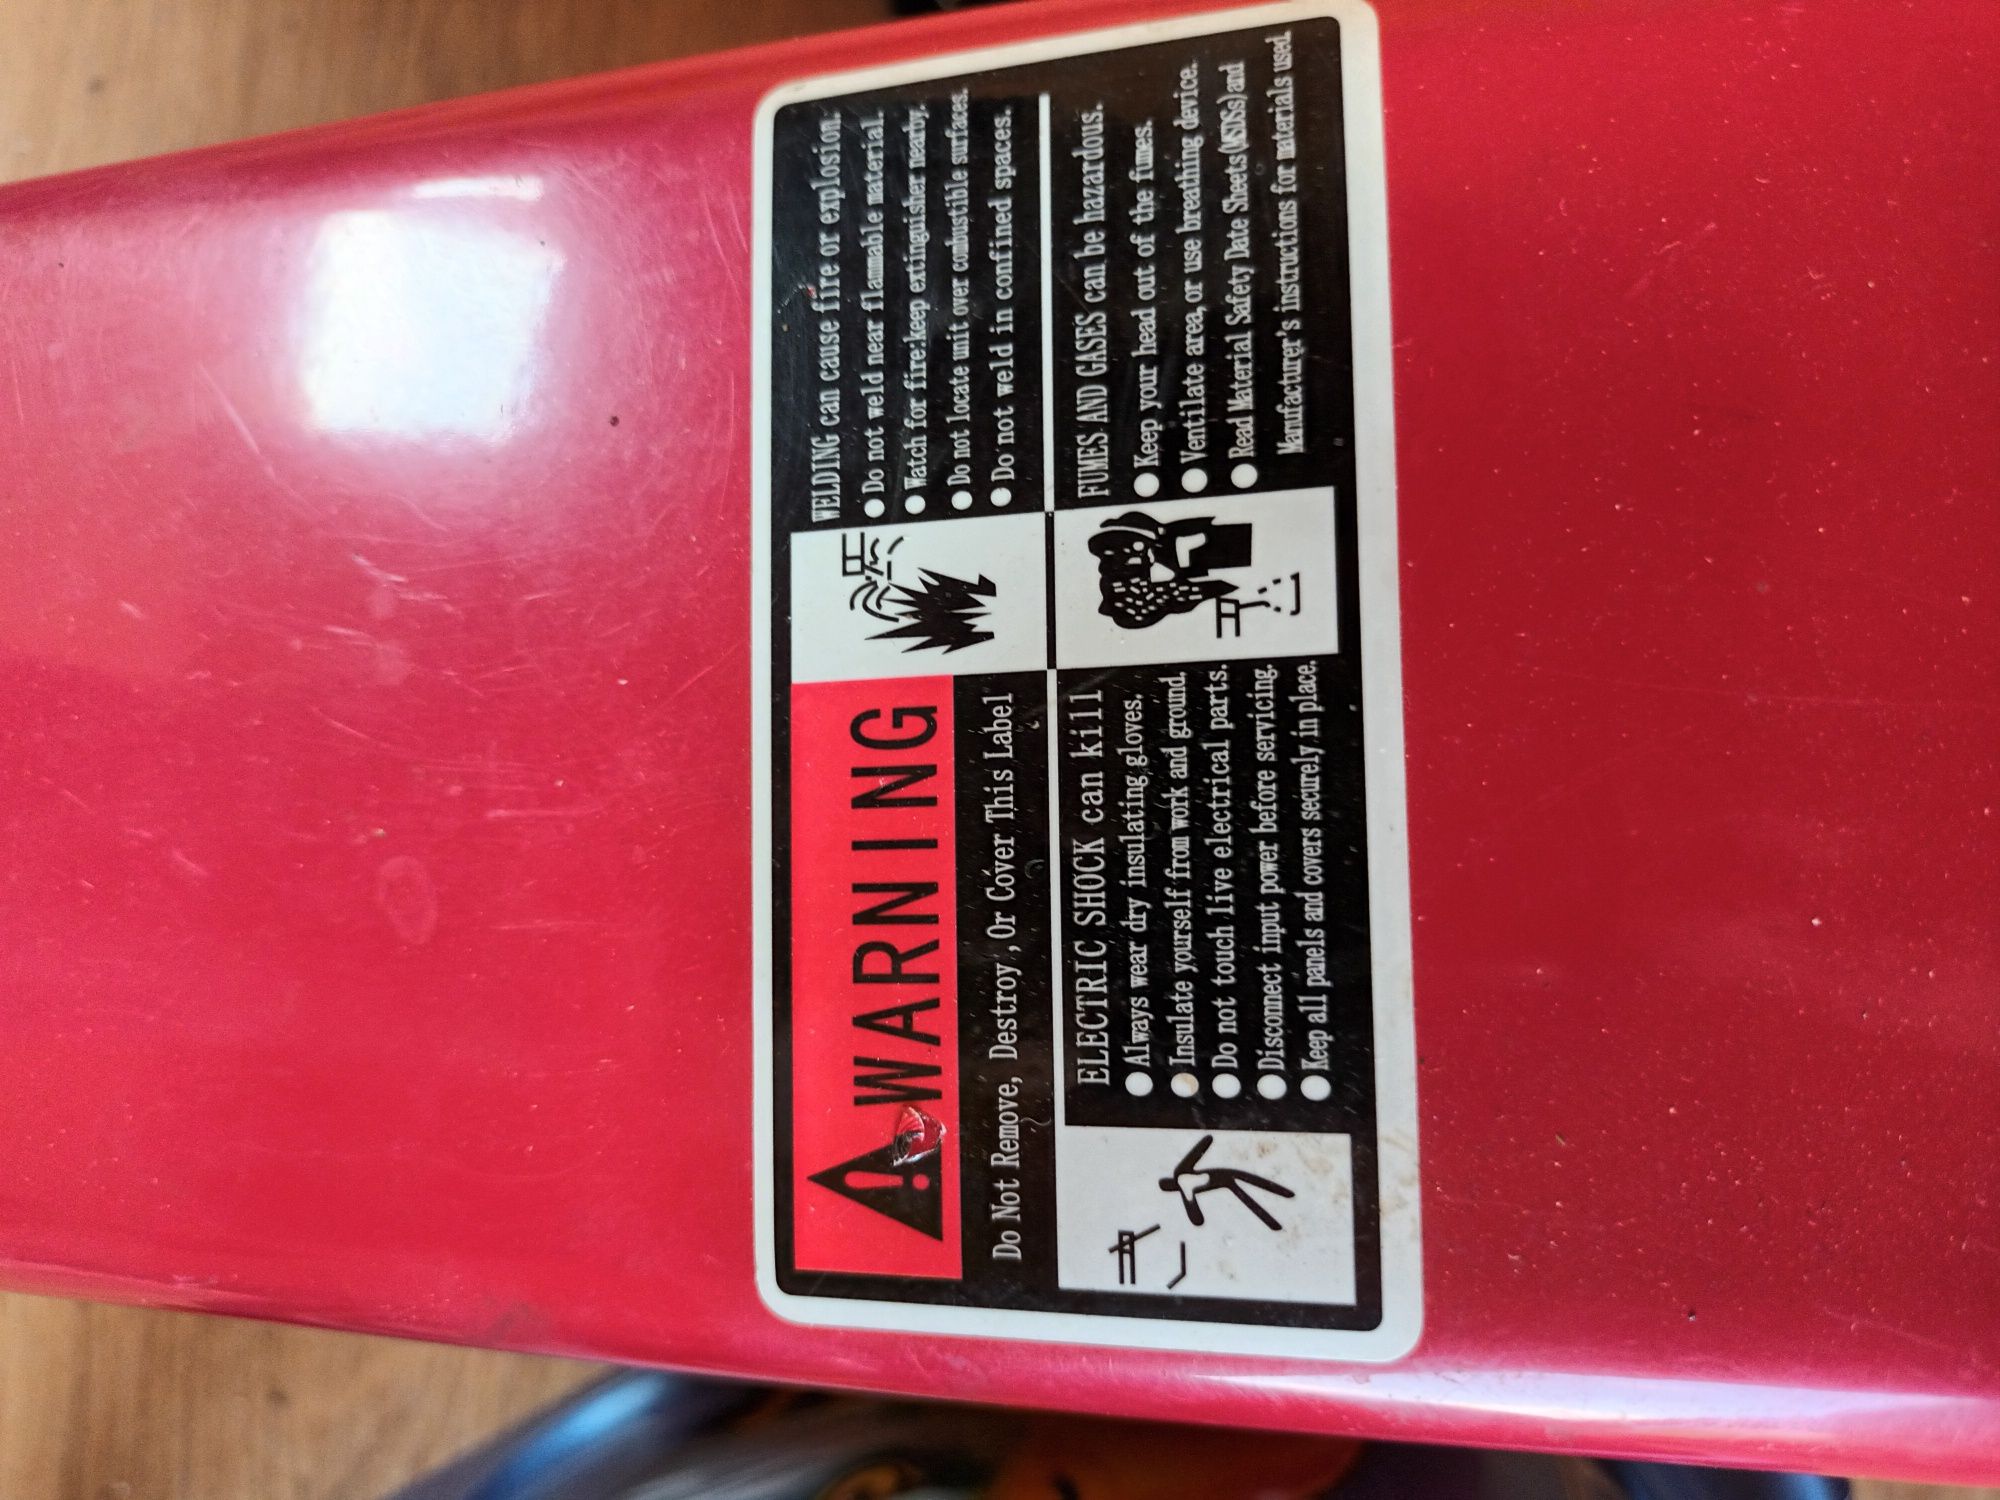 WARNING
Do Not Remove, Destroy, Or Cover This Label
WELDING can cause fire or explosion.
●Do not weld near flammable material.
●Watch for fire:keep extinguisher nearby.
●Do not locate unit over combustible surfaces.
●Do not weld in confined spaces.
ELECTRIC SHOCK can kill
●Always wear dry insulating gloves.
●Insulate yourself from work and ground.
●Do not touch live electrical parts.
●Disconnect input power before servicing.
●Keep all panels and covers securely in place.
FUMES AND GASES can be hazardous.
●Keep your head out of the fumes.
●Ventilate area, or use breathing device.
●Read Material Safety Date Sheets(MSDSs)and
Manufacturer's instructions for materials used.